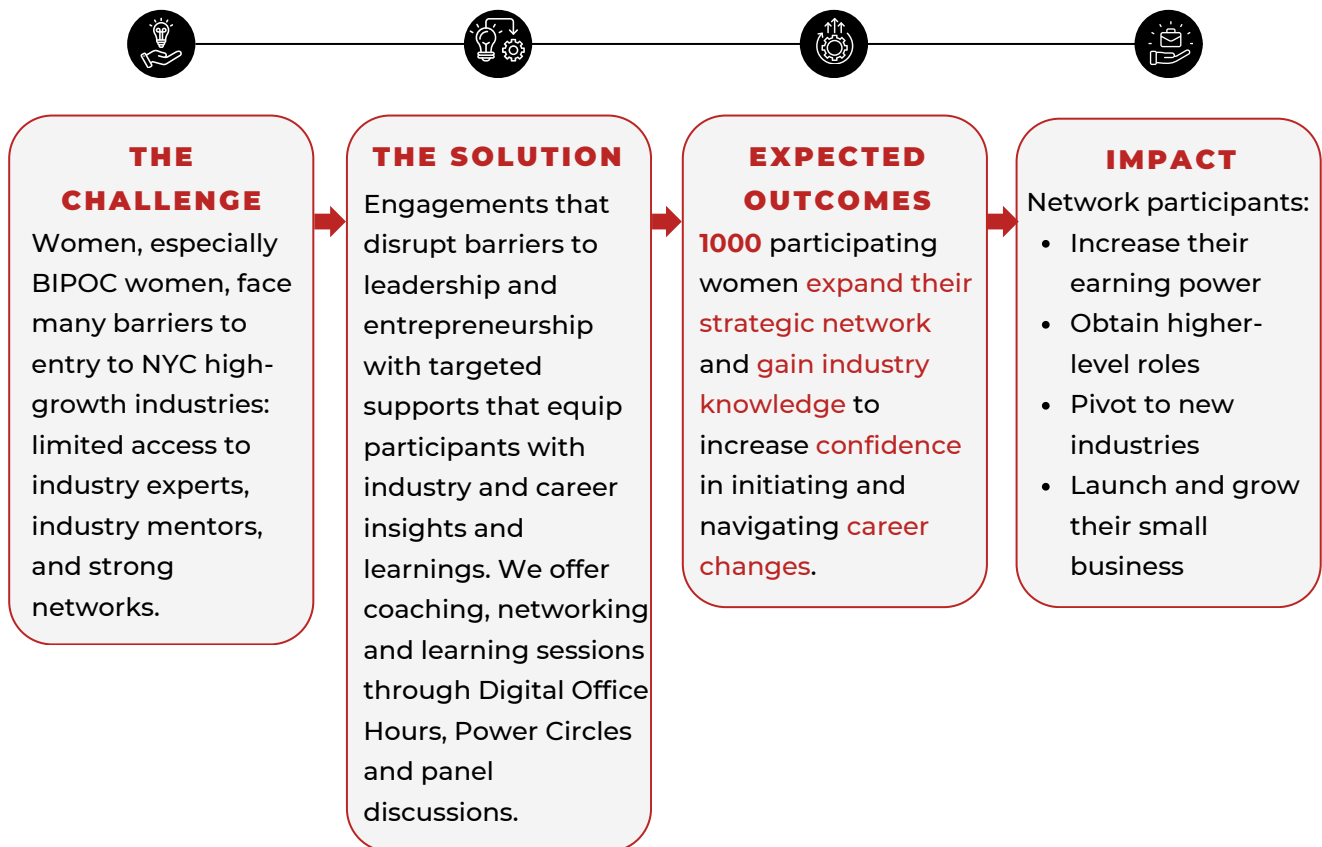 THE
CHALLENGE
Women, especially
BIPOC women, face
many barriers to
entry to NYC high-
growth industries:
limited access to
industry experts,
industry mentors,
and strong
networks.
THE SOLUTION
Engagements that
disrupt barriers to
leadership and
entrepreneurship
with targeted
supports that equip
participants with
industry and career
insights and
learnings. We offer
coaching, networking
and learning sessions
through Digital Office
Hours, Power Circles
and panel
discussions.
EXPECTED
OUTCOMES
1000 participating
women expand their
strategic network
and gain industry
knowledge to
increase confidence
in initiating and
navigating career
changes.
IMPACT
Network participants:
• Increase their
earning power
• Obtain higher-
level roles
• Pivot to new
industries
• Launch and grow
their small
business